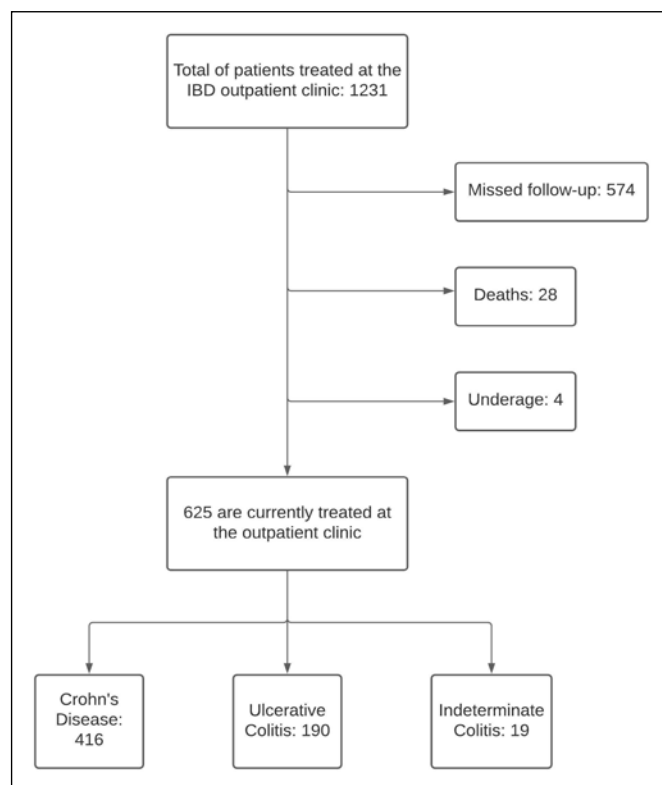 Total of patients treated at the
IBD outpatient clinic: 1231
Missed follow-up: 574
Deaths: 28
Underage: 4
625 are currently treated at
the outpatient clinic
Crohn's
Disease:
416
Ulcerative
Colitis: 190
Indeterminate
Colitis: 19